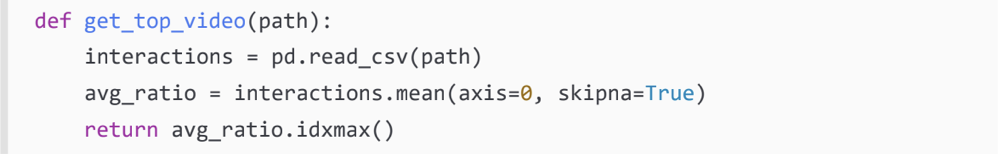 def get_top_video(path):
    interactions = pd.read_csv(path)
    avg_ratio = interactions.mean(axis=0, skipna=True)
    return avg_ratio.idxmax()